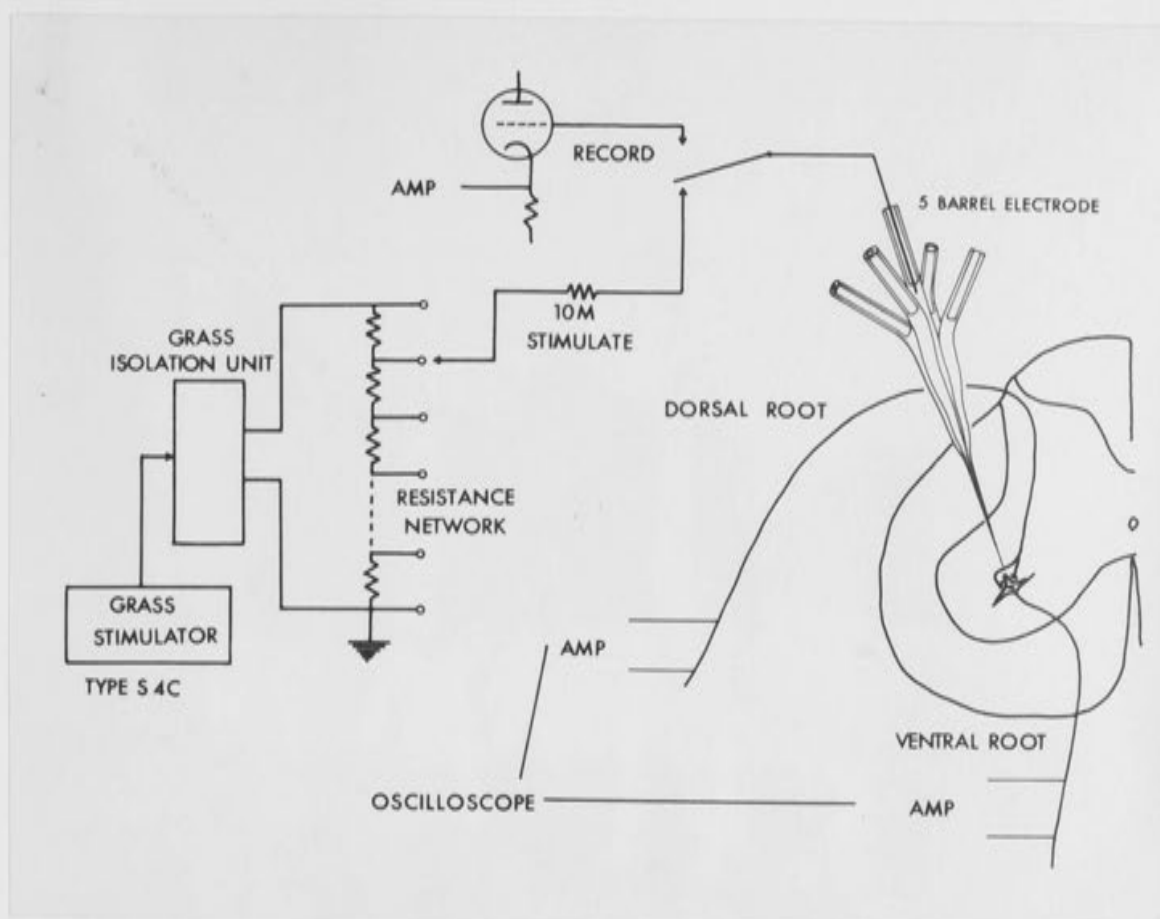 RECORD
AMP
5 BARREL ELECTRODE
10M
STIMULATE
GRASS
ISOLATION UNIT
DORSAL ROOT
RESISTANCE
NETWORK
GRASS
STIMULATOR
TYPE S4C
AMP
VENTRAL ROOT
OSCILLOSCOPE
AMP